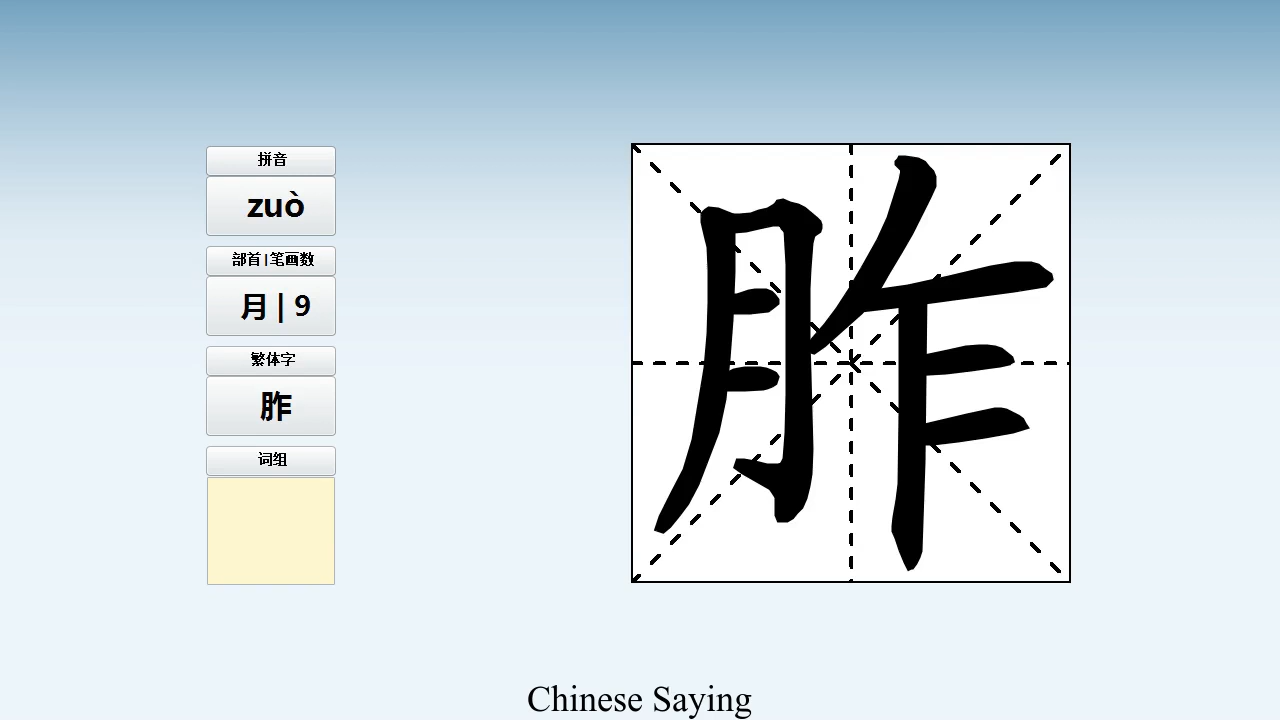 拼音
zuò
部首|笔画数
月 | 9
繁体字
胙
词组
胙
Chinese Saying